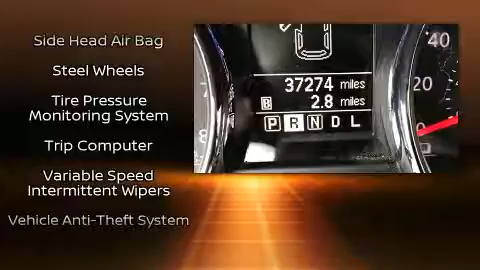 Side Head Air Bag
Steel Wheels
Tire Pressure
Monitoring System
Trip Computer
Variable Speed
Intermittent Wipers
Vehicle Anti-Theft System
37274 miles
B 2.8 miles
P R N D L
40
20
0